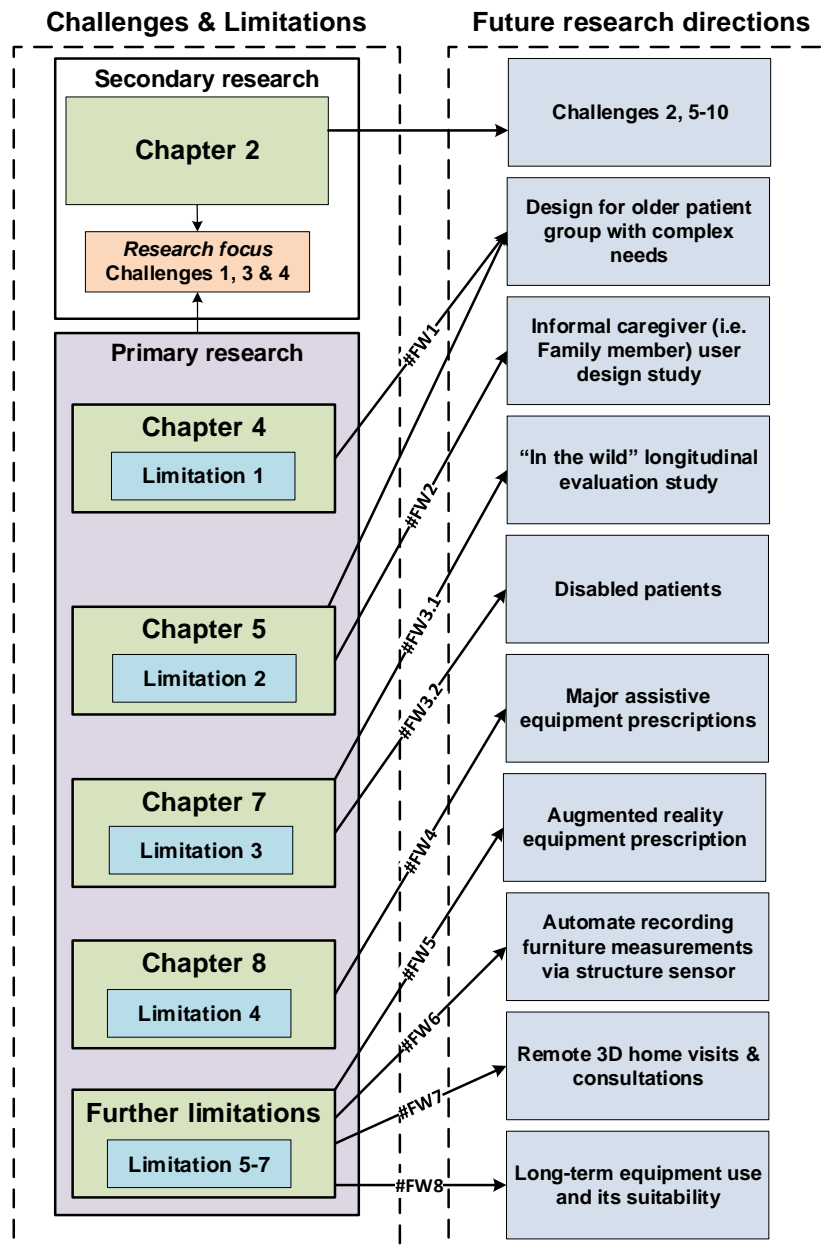 Challenges & Limitations
Secondary research
Chapter 2
Research focus
Challenges 1, 3 & 4
Primary research
Chapter 4
Limitation 1
Chapter 5
Limitation 2
Chapter 7
Limitation 3
Chapter 8
Limitation 4
Further limitations
Limitation 5-7
#FW1
#FW2
#FW3.1
#FW3.2
#FW4
#FW5
#FW6
#FW7
#FW8
Future research directions
Challenges 2, 5-10
Design for older patient
group with complex
needs
Informal caregiver (i.e.
Family member) user
design study
“In the wild” longitudinal
evaluation study
Disabled patients
Major assistive
equipment prescriptions
Augmented reality
equipment prescription
Automate recording
furniture measurements
via structure sensor
Remote 3D home visits &
consultations
Long-term equipment use
and its suitability